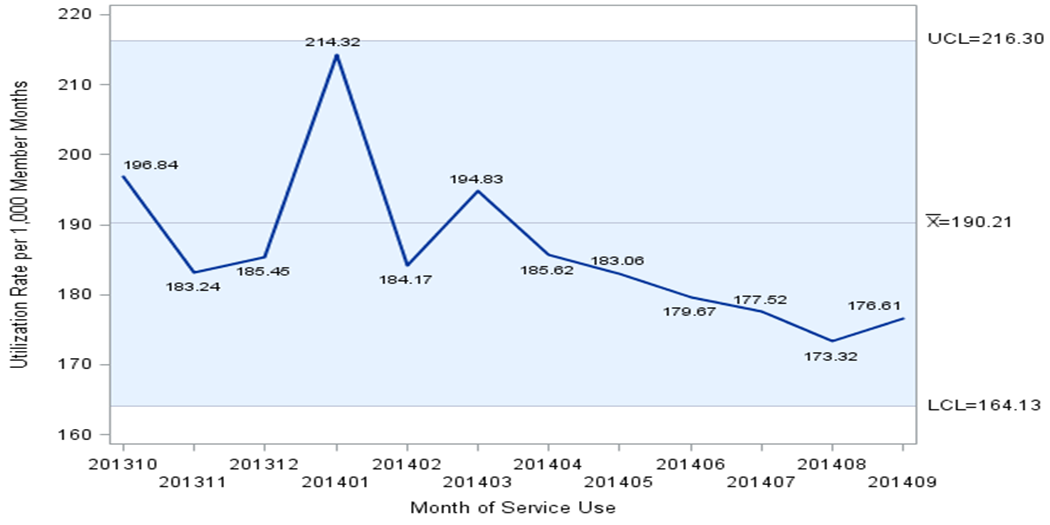 220
UCL=216.30
214.32
210
200
196.84
194.83
190
X̅=190.21
183.24
185.45
184.17
185.62
183.06
180
179.67
177.52
176.61
173.32
170
LCL=164.13
160
Utilization Rate per 1,000 Member Months
201310 201312 201402 201404 201406 201408
201311 201401 201403 201405 201407 201409
Month of Service Use